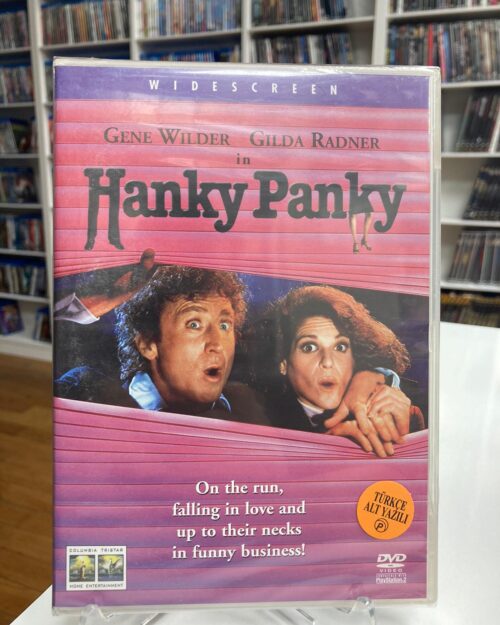 WIDESCREEN
GENE WILDER GILDA RADNER
in
Hanky Panky
On the run,
falling in love and
up to their necks
in funny business!
TÜRKÇE
ALT YAZILI
P
COLUMBIA TRISTAR
HOME ENTERTAINMENT
DVD
VIDEO